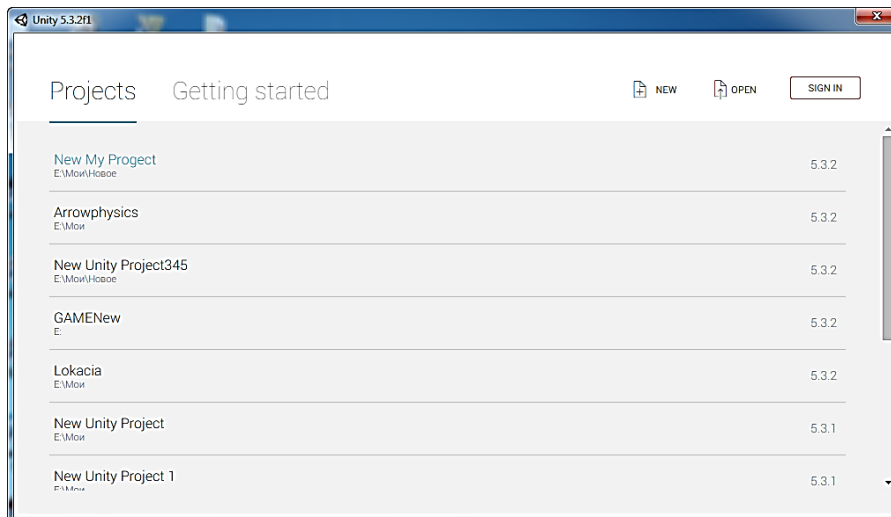 Unity 5.3.2f1
Projects Getting started NEW OPEN SIGN IN
New My Progect 5.3.2
E:\Мои\Новое
Arrowphysics 5.3.2
E:\Мои
New Unity Project345 5.3.2
E:\Мои\Новое
GAMENew 5.3.2
E:
Lokacia 5.3.2
E:\Мои
New Unity Project 5.3.1
E:\Мои
New Unity Project 1 5.3.1
E:\Мои